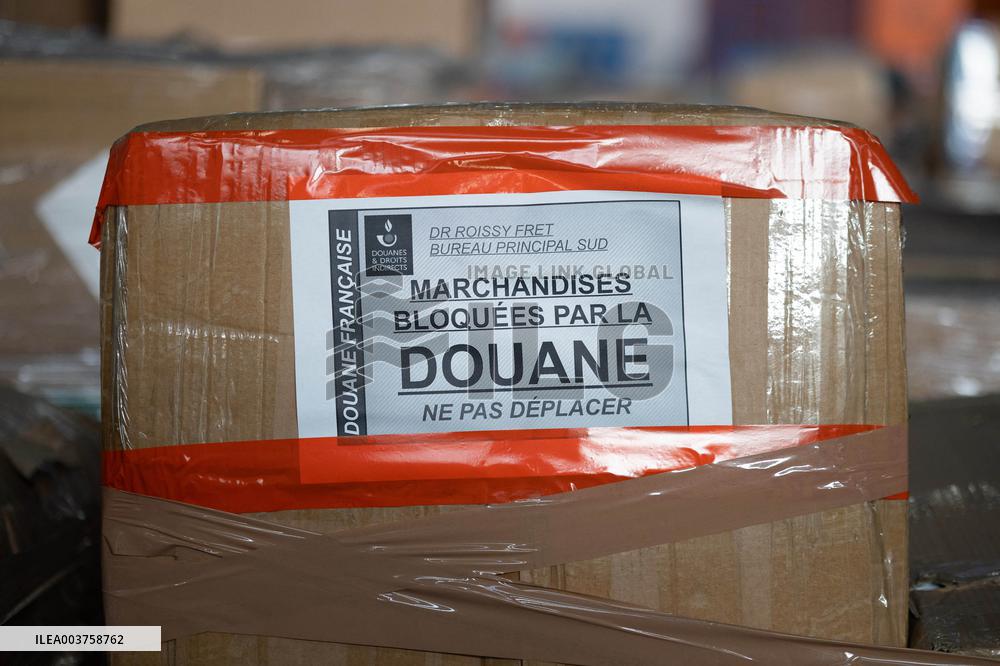 DOUANE FRANÇAISE
DOUANES
& DROITS
INDIRECTS
DR ROISSY FRET
BUREAU PRINCIPAL SUD
IMAGE LINK GLOBAL
MARCHANDISES
BLOQUÉES PAR LA
ILG
DOUANE
NE PAS DÉPLACER
ILEA003758762